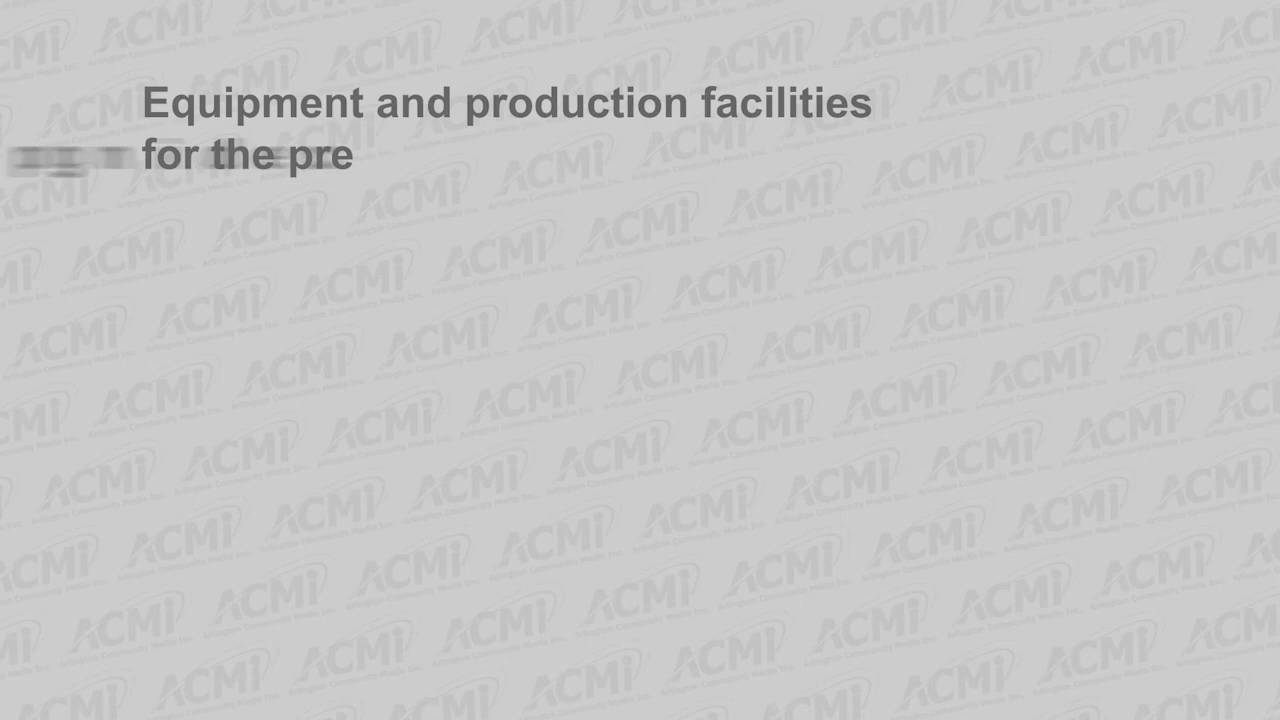 Equipment and production facilities
for the pre